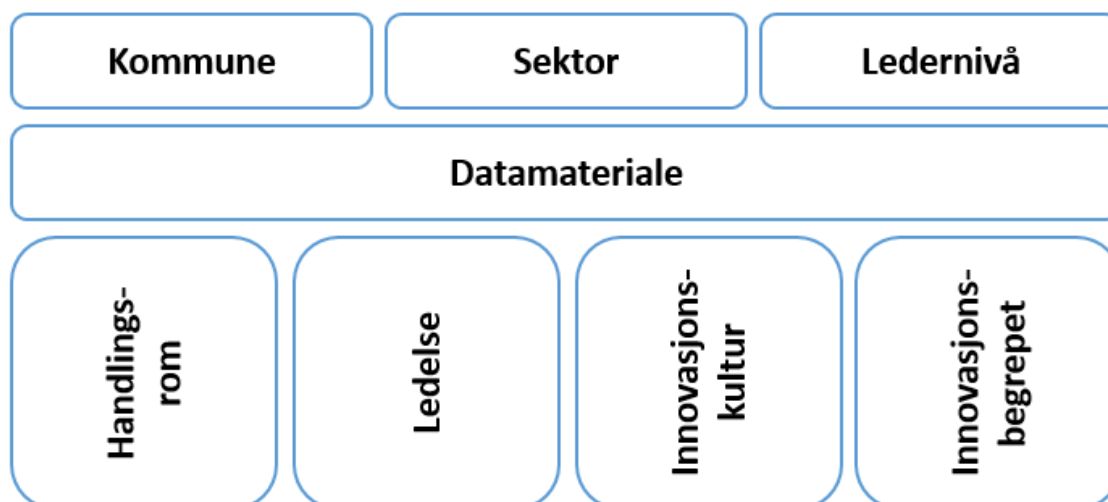 Kommune
Sektor
Ledernivå
Datamateriale
Handlings-
rom
Ledelse
Innovasjons-
kultur
Innovasjons-
begrepet